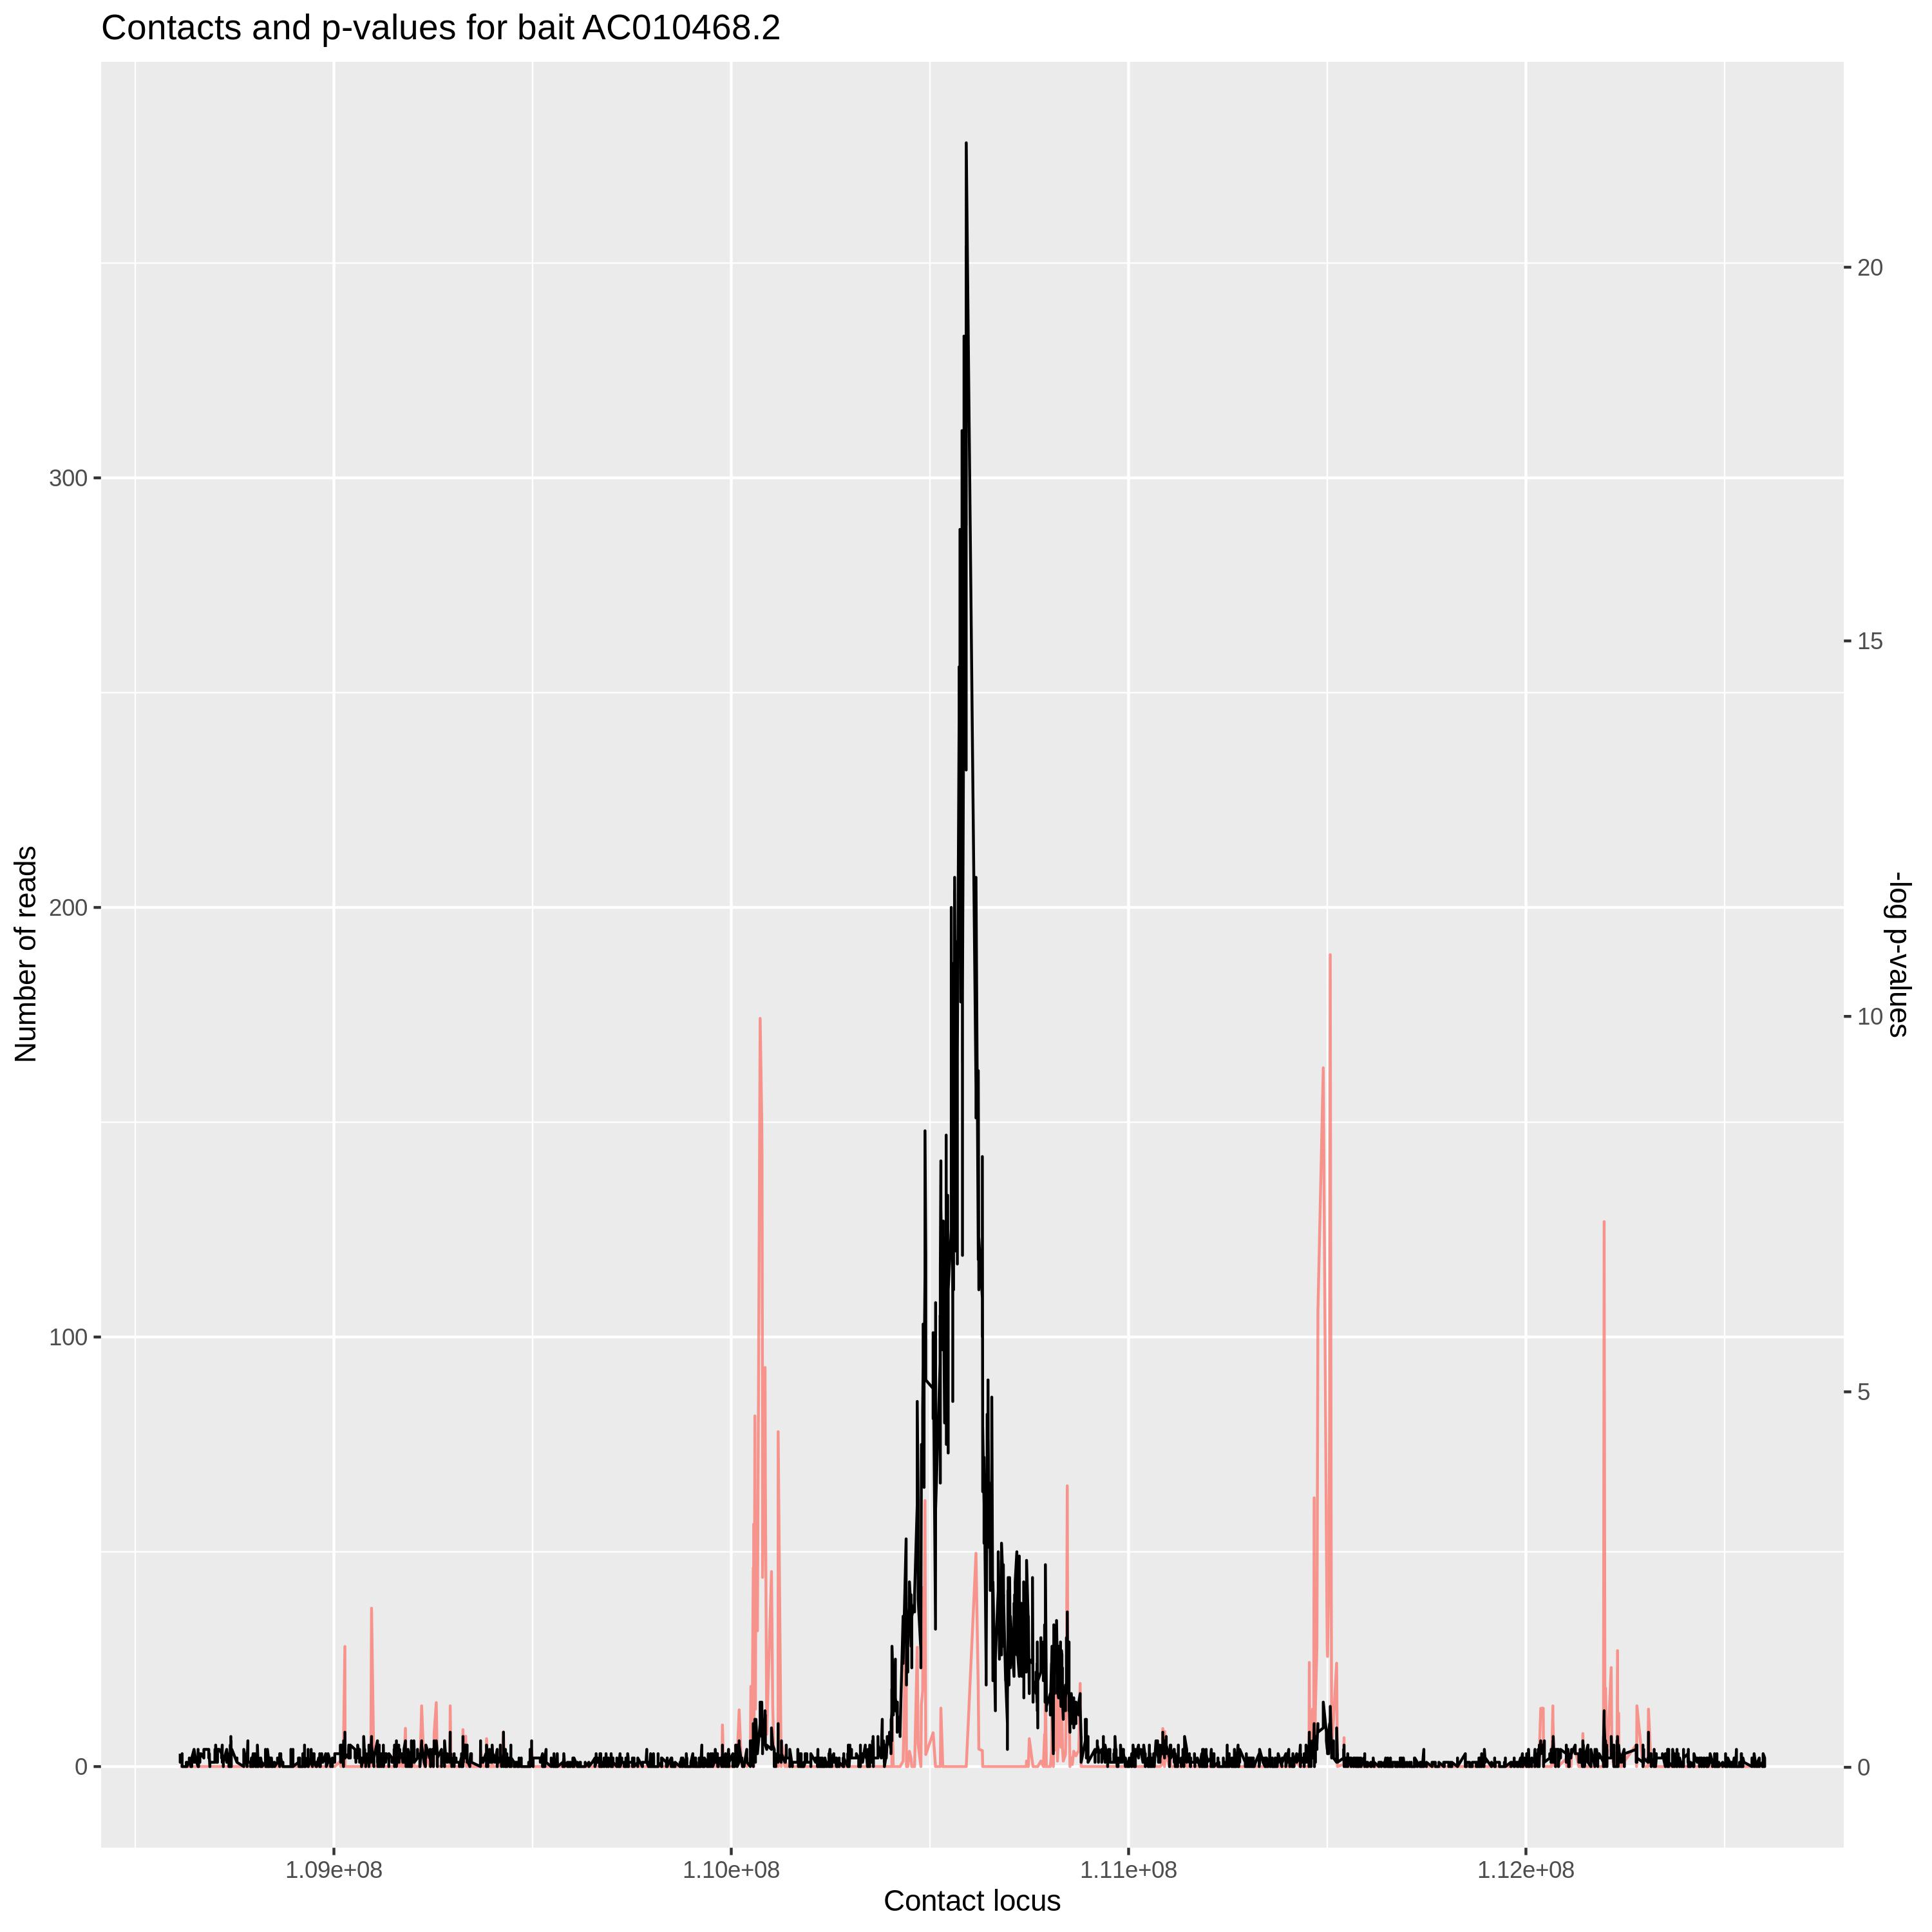 Contacts and p-values for bait AC010468.2
Number of reads
300
200
100
0
20
15
10
5
0
-log p-values
1.09e+08
1.10e+08
1.11e+08
1.12e+08
Contact locus